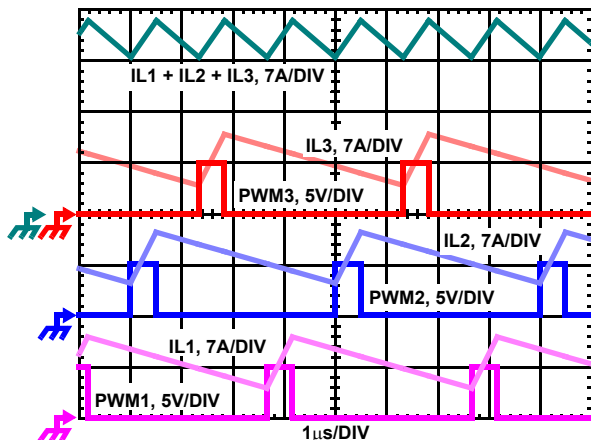 IL1 + IL2 + IL3, 7A/DIV
IL3, 7A/DIV
PWM3, 5V/DIV
IL2, 7A/DIV
PWM2, 5V/DIV
IL1, 7A/DIV
PWM1, 5V/DIV
1μs/DIV